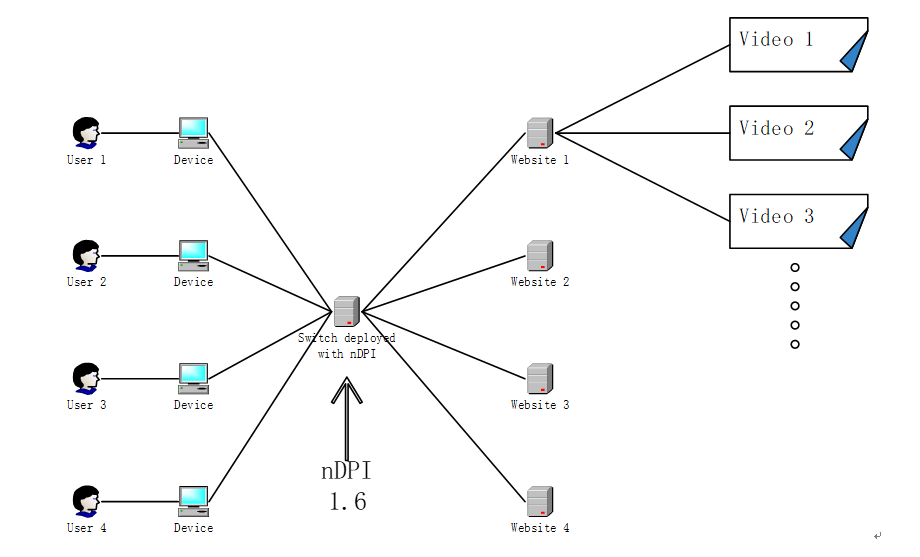 Video 1
Video 2
Video 3
User 1
Device
Website 1
User 2
Device
Website 2
Switch deployed
with nDPI
User 3
Device
Website 3
nDPI
1.6
User 4
Device
Website 4